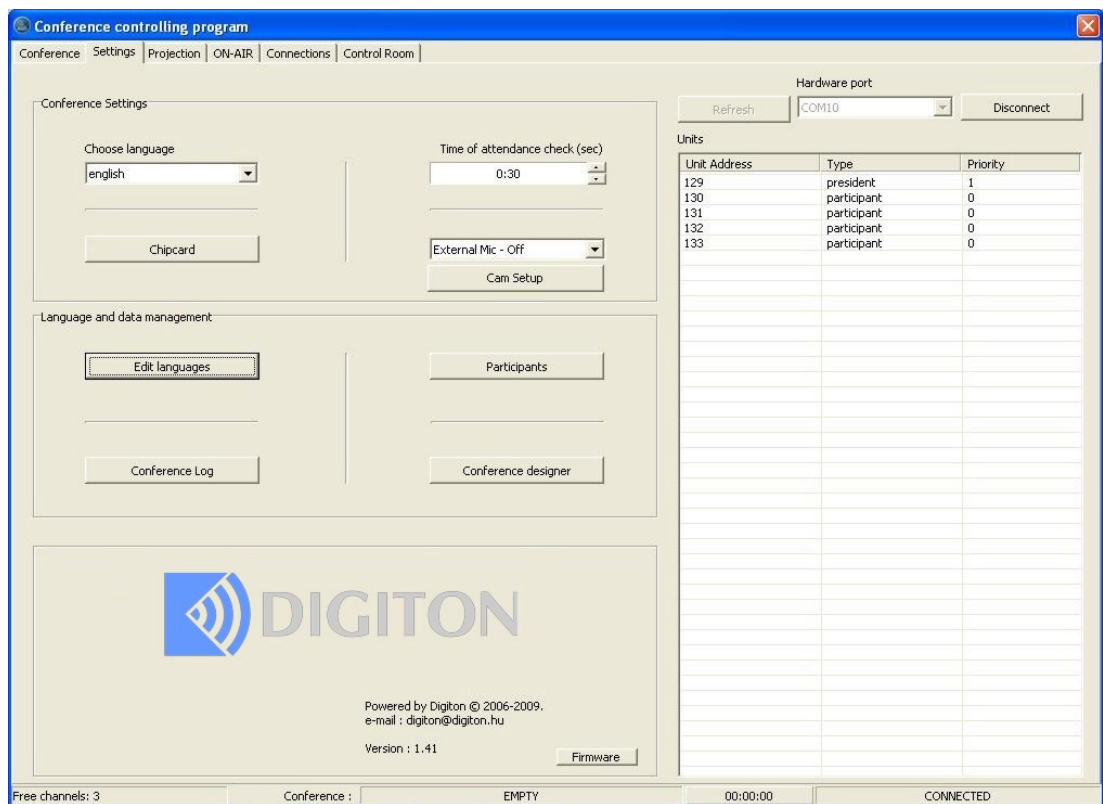 Conference controlling program
Conference Settings Projection ON-AIR Connections Control Room
Conference Settings
Choose language
english
Chipcard
Time of attendance check (sec)
0:30
External Mic - Off
Cam Setup
Language and data management
Edit languages
Participants
Conference Log
Conference designer
DIGITON
Powered by Digiton © 2006-2009.
e-mail : digiton@digiton.hu
Version : 1.41
Firmware
Hardware port
Refresh COM10 Disconnect
Units
Unit Address Type Priority
129 president 1
130 participant 0
131 participant 0
132 participant 0
133 participant 0
Free channels: 3 Conference : EMPTY 00:00:00 CONNECTED